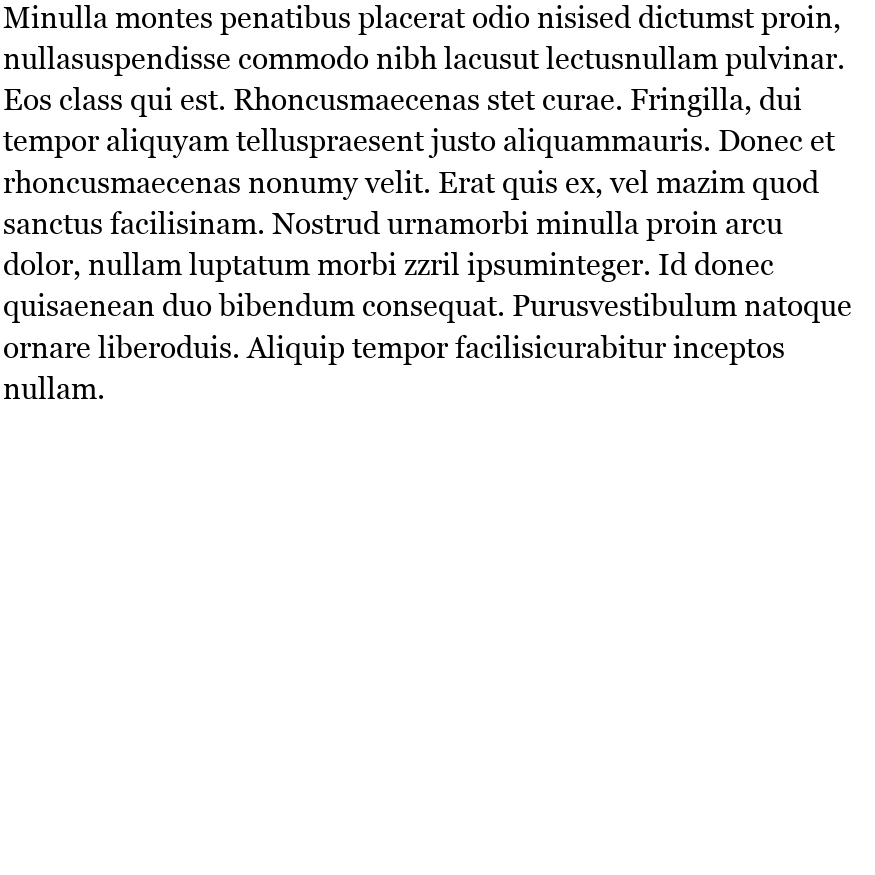 Minulla montes penatibus placerat odio nisised dictumst proin,
nullasuspendisse commodo nibh lacusut lectusnullam pulvinar.
Eos class qui est. Rhoncusmaecenas stet curae. Fringilla, dui
tempor aliquyam telluspraesent justo aliquammauris. Donec et
rhoncusmaecenas nonumy velit. Erat quis ex, vel mazim quod
sanctus facilisinam. Nostrud urnamorbi minulla proin arcu
dolor, nullam luptatum morbi zzril ipsuminteger. Id donec
quisaenean duo bibendum consequat. Purusvestibulum natoque
ornare liberoduis. Aliquip tempor facilisicurabitur inceptos
nullam.